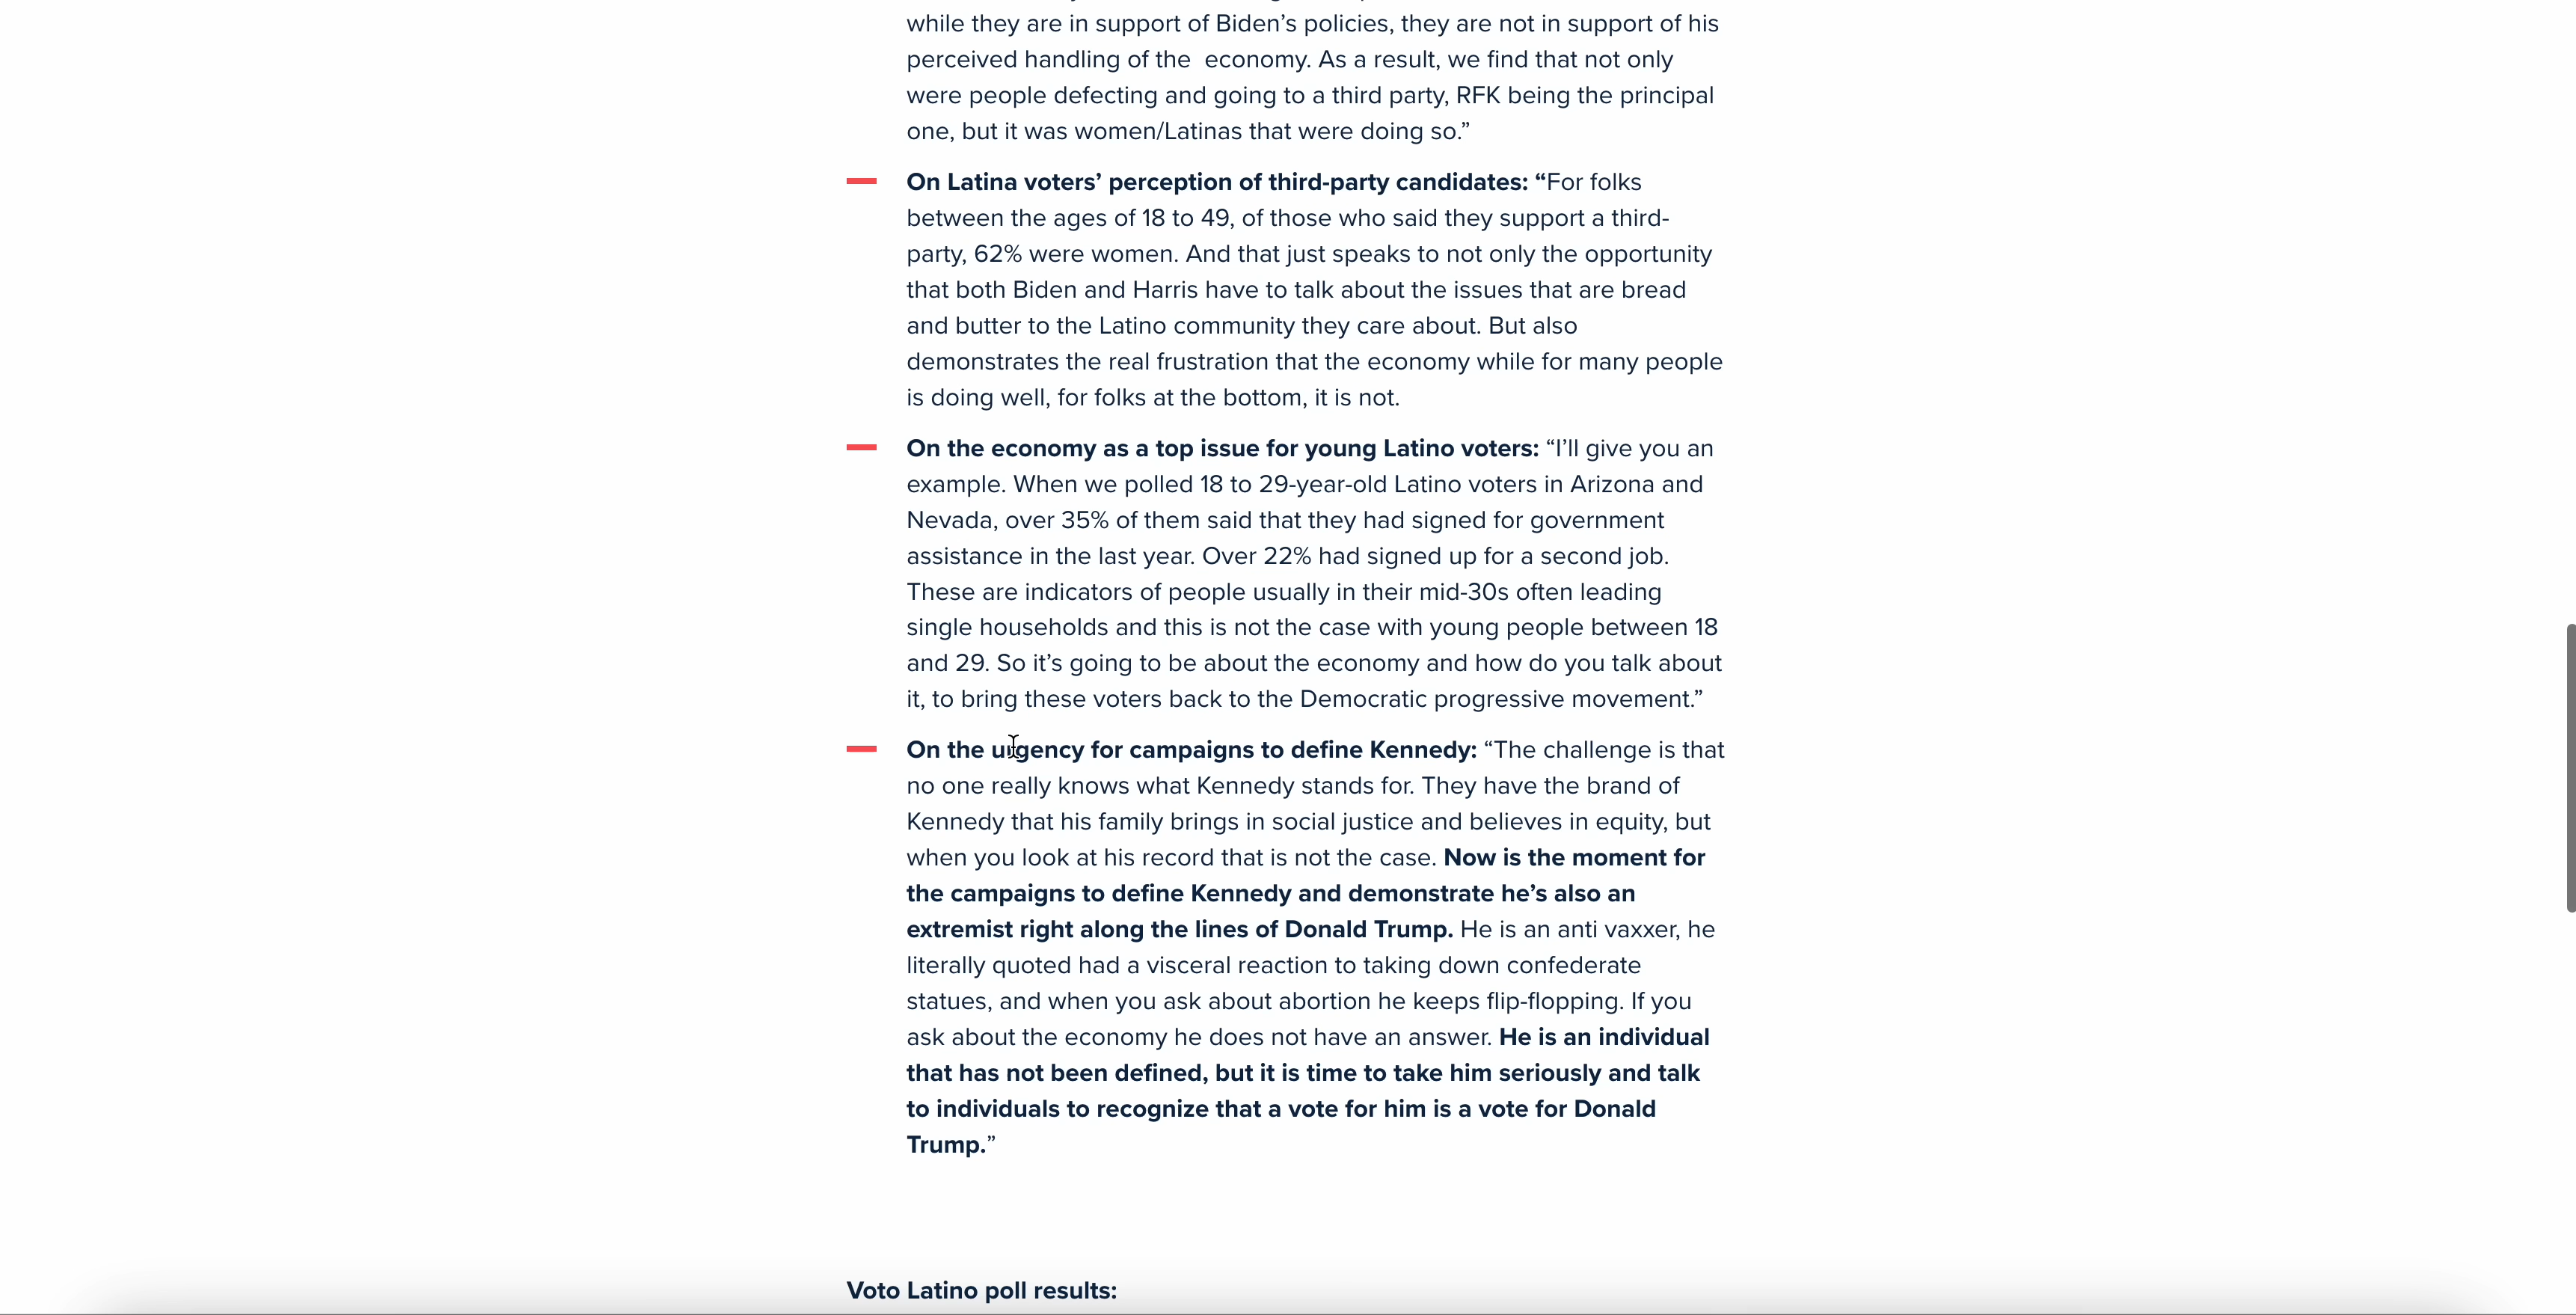 while they are in support of Biden’s policies, they are not in support of his
perceived handling of the  economy. As a result, we find that not only
were people defecting and going to a third party, RFK being the principal
one, but it was women/Latinas that were doing so.”
On Latina voters’ perception of third-party candidates: “For folks
between the ages of 18 to 49, of those who said they support a third-
party, 62% were women. And that just speaks to not only the opportunity
that both Biden and Harris have to talk about the issues that are bread
and butter to the Latino community they care about. But also
demonstrates the real frustration that the economy while for many people
is doing well, for folks at the bottom, it is not.
On the economy as a top issue for young Latino voters: “I’ll give you an
example. When we polled 18 to 29-year-old Latino voters in Arizona and
Nevada, over 35% of them said that they had signed for government
assistance in the last year. Over 22% had signed up for a second job.
These are indicators of people usually in their mid-30s often leading
single households and this is not the case with young people between 18
and 29. So it’s going to be about the economy and how do you talk about
it, to bring these voters back to the Democratic progressive movement.”
On the urgency for campaigns to define Kennedy: “The challenge is that
no one really knows what Kennedy stands for. They have the brand of
Kennedy that his family brings in social justice and believes in equity, but
when you look at his record that is not the case. Now is the moment for
the campaigns to define Kennedy and demonstrate he’s also an
extremist right along the lines of Donald Trump. He is an anti vaxxer, he
literally quoted had a visceral reaction to taking down confederate
statues, and when you ask about abortion he keeps flip-flopping. If you
ask about the economy he does not have an answer. He is an individual
that has not been defined, but it is time to take him seriously and talk
to individuals to recognize that a vote for him is a vote for Donald
Trump.”
Voto Latino poll results: